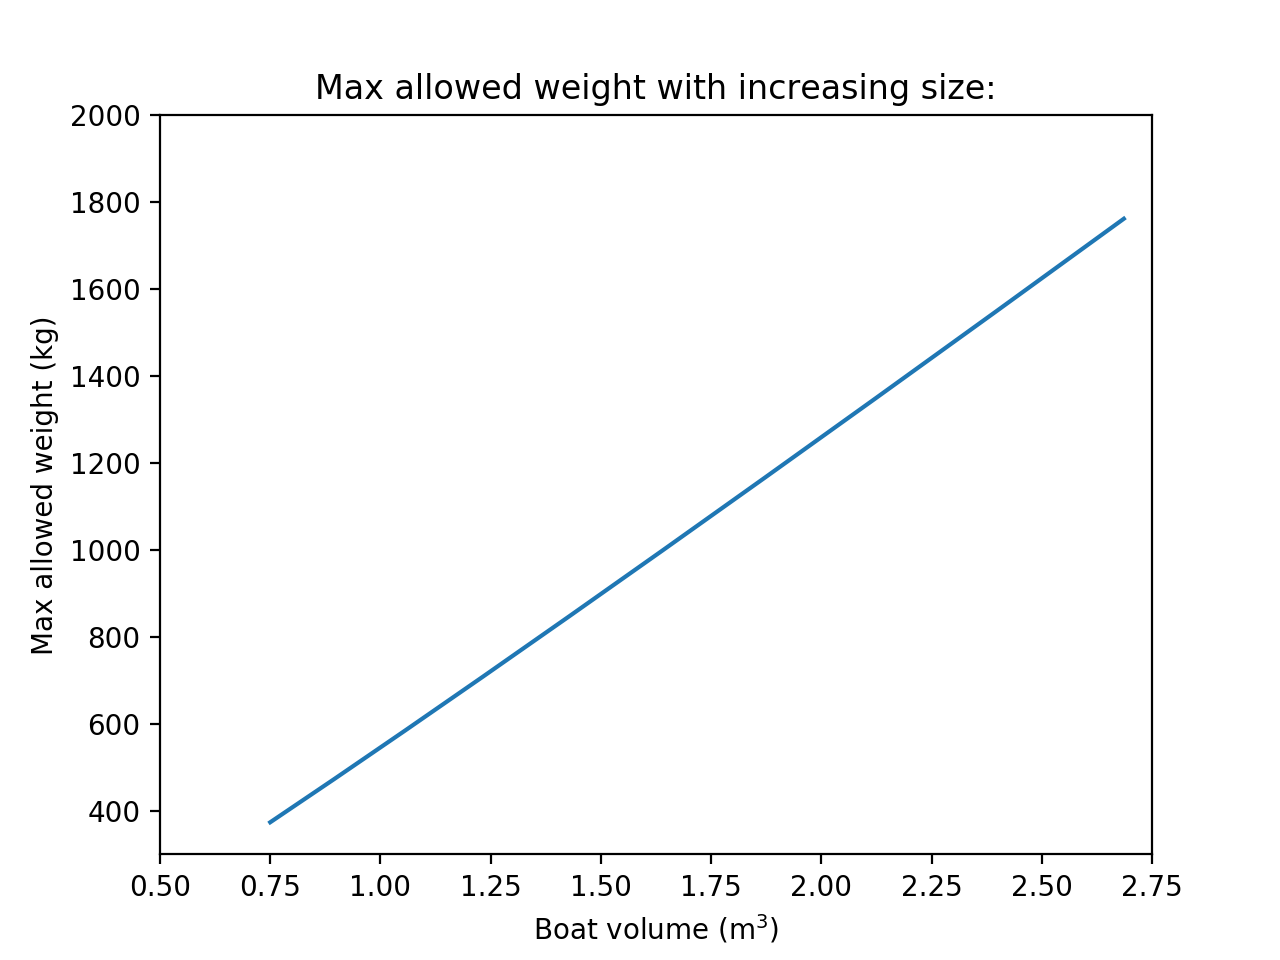 Max allowed weight with increasing size:
2000
1800
1600
1400
1200
1000
800
600
400
Max allowed weight (kg)
0.50 0.75 1.00 1.25 1.50 1.75 2.00 2.25 2.50 2.75
Boat volume (m³)